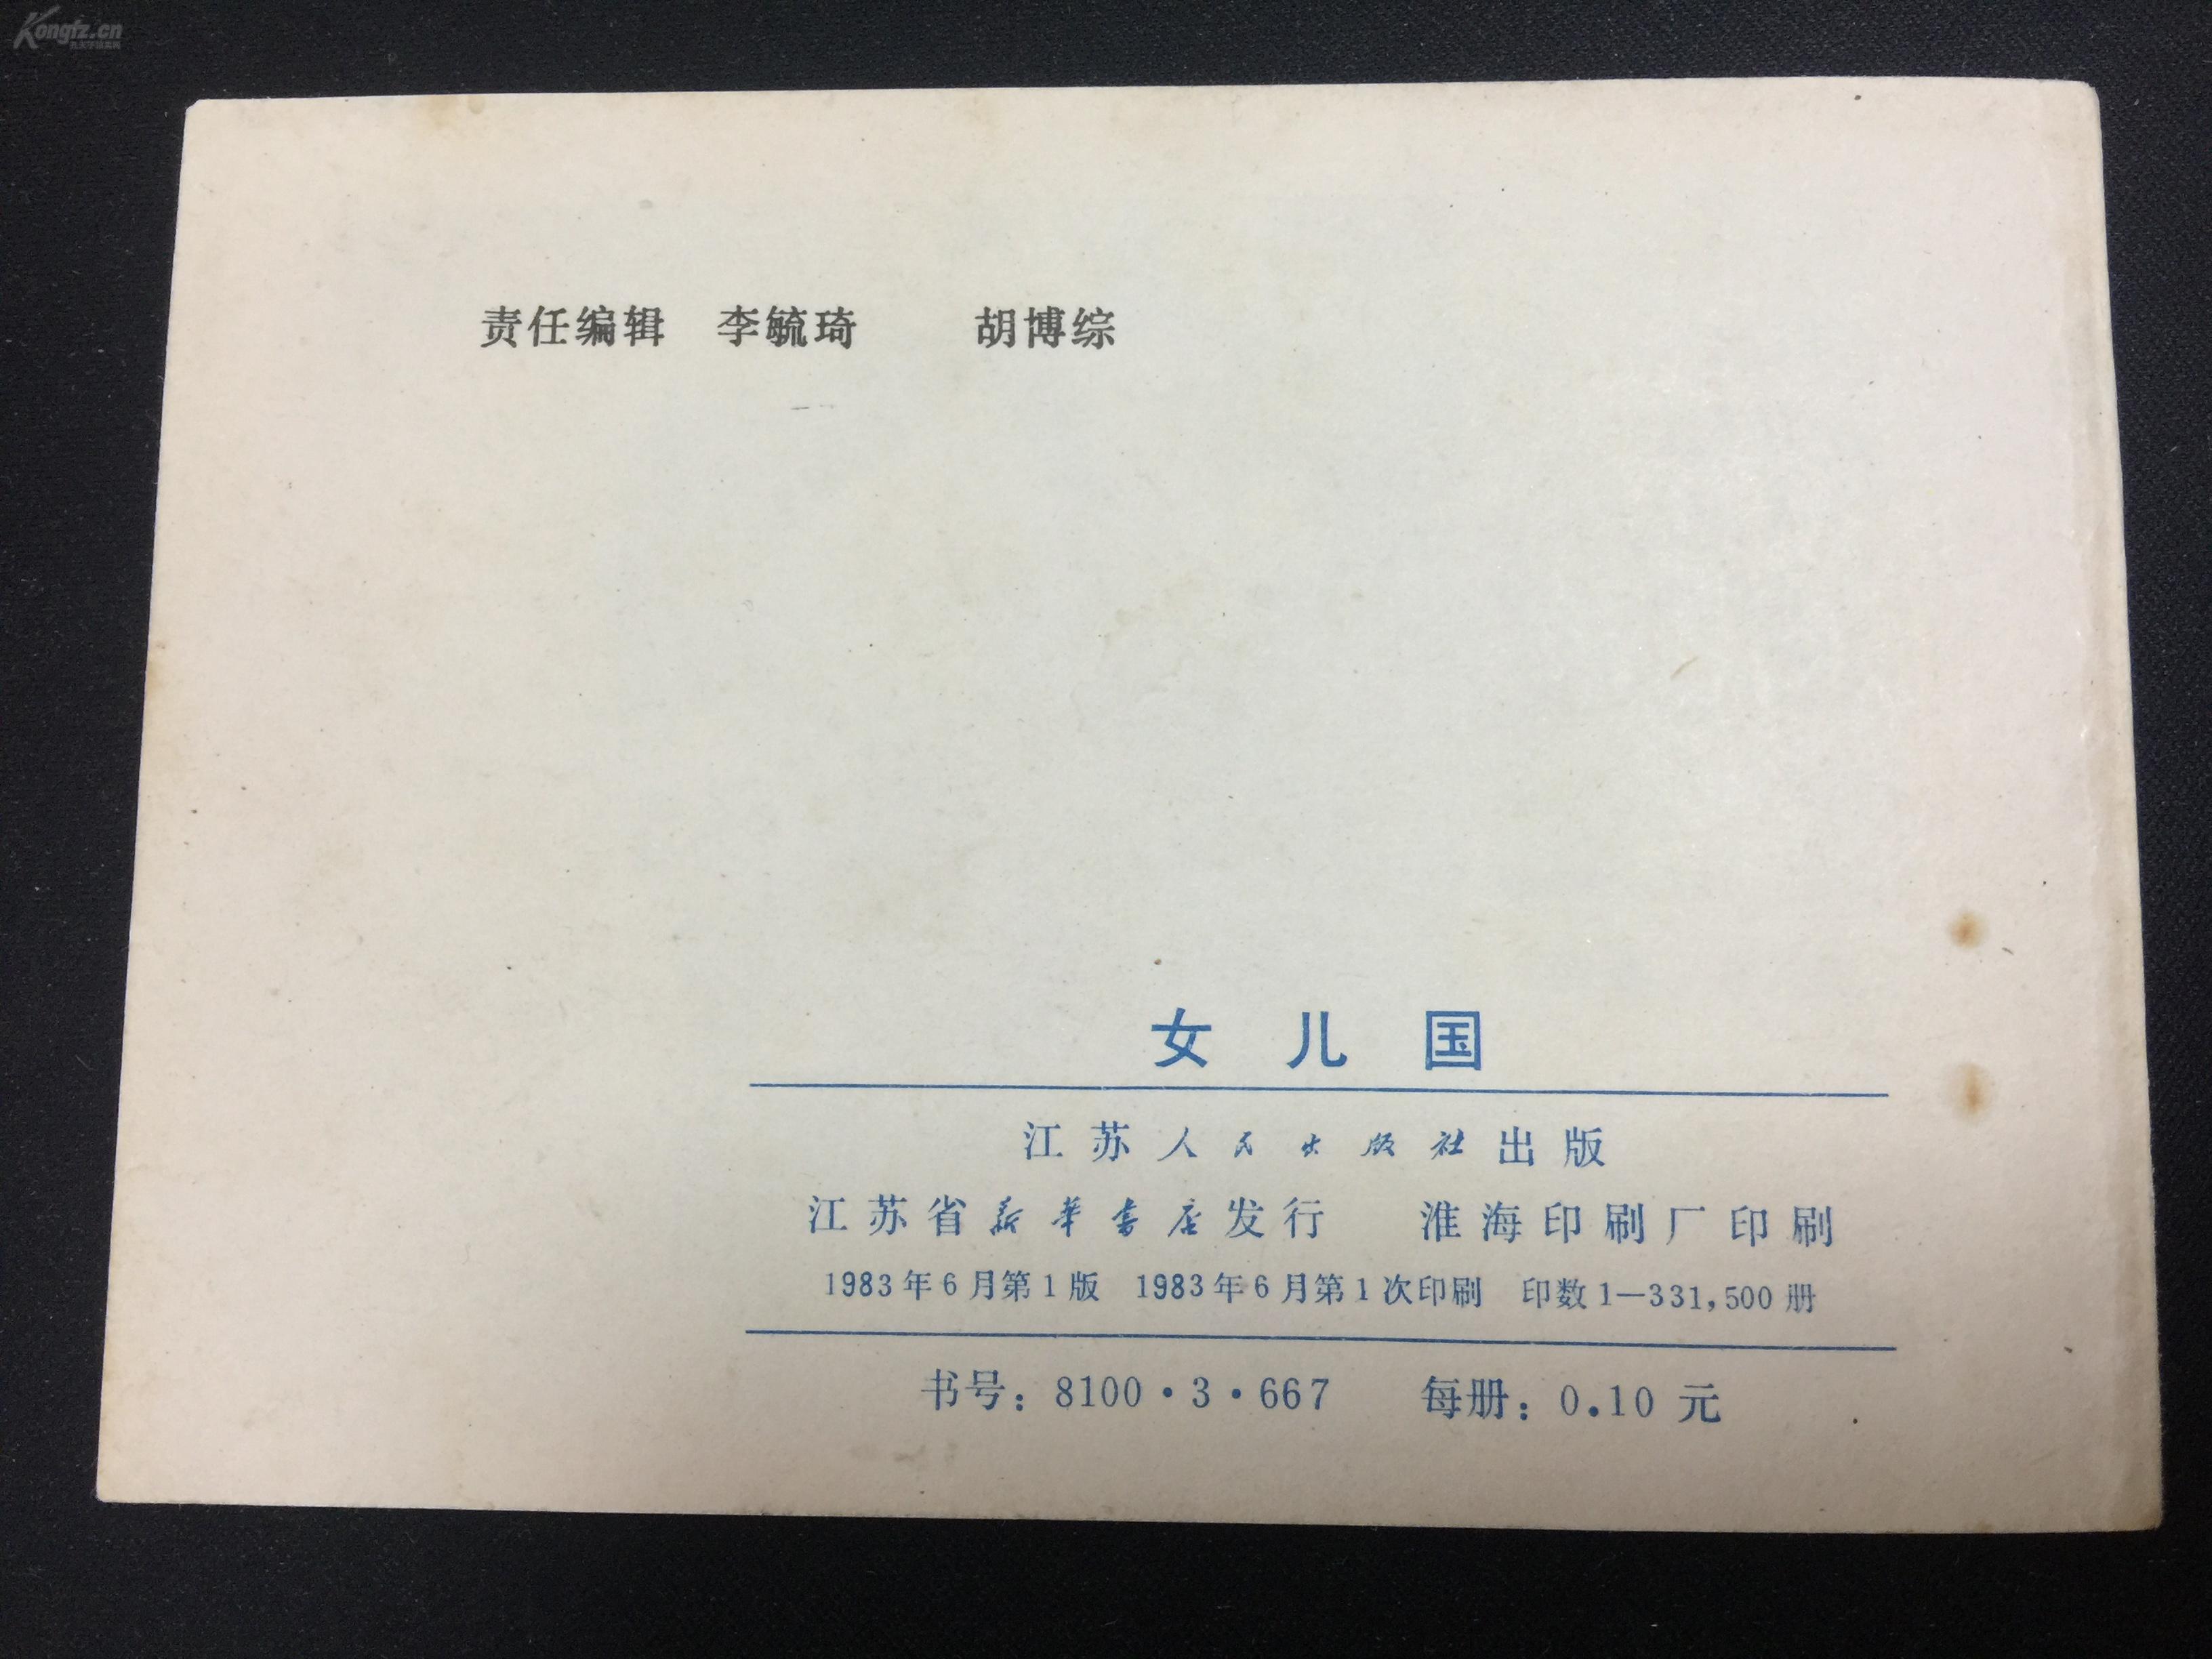 Kongfz.cn
责任编辑 李毓琦 胡博综
女儿国
江苏人民出版社出版
江苏省新华书店发行 淮海印刷厂印刷
1983年6月第1版 1983年6月第1次印刷 印数1—331,500册
书号：8100·3·667 每册：0.10元